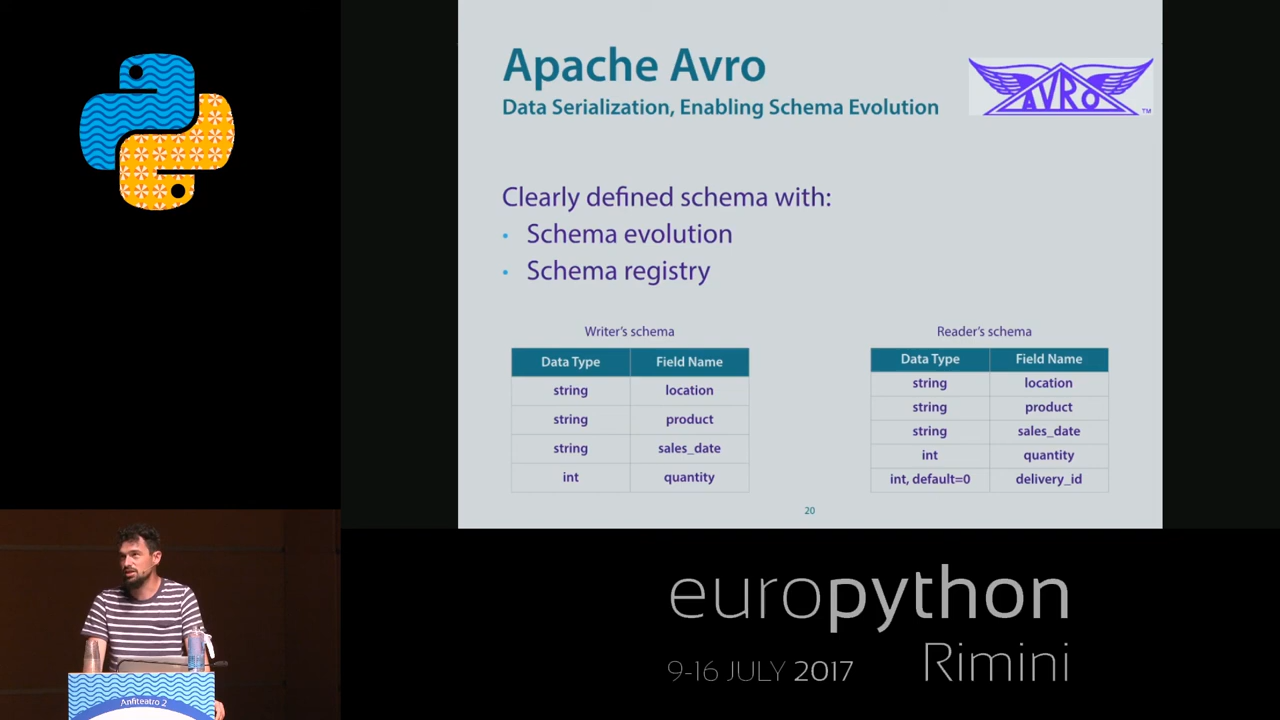 Apache Avro
Data Serialization, Enabling Schema Evolution
AVRO
TM
Clearly defined schema with:
• Schema evolution
• Schema registry
Writer's schema
Data Type Field Name
string location
string product
string sales_date
int quantity
Reader's schema
Data Type Field Name
string location
string product
string sales_date
int quantity
int, default=0 delivery_id
20
Anfiteatro 2
europython
9-16 JULY 2017 Rimini